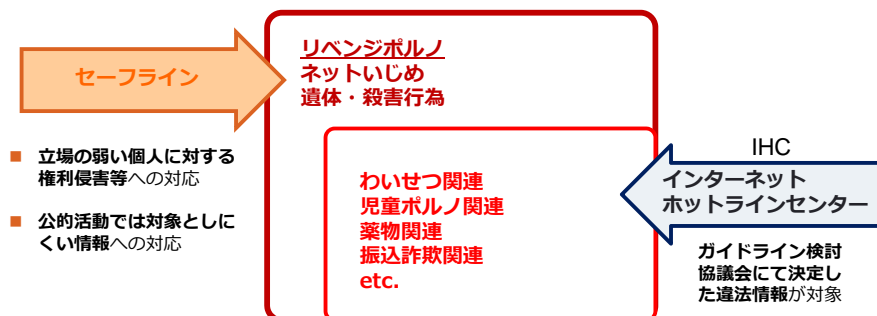 セーフライン
リベンジポルノ
ネットいじめ
遺体・殺害行為
■ 立場の弱い個人に対する
権利侵害等への対応
■ 公的活動では対象としに
くい情報への対応
わいせつ関連
児童ポルノ関連
薬物関連
振込詐欺関連
etc.
IHC
インターネット
ホットラインセンター
ガイドライン検討
協議会にて決定し
た違法情報が対象